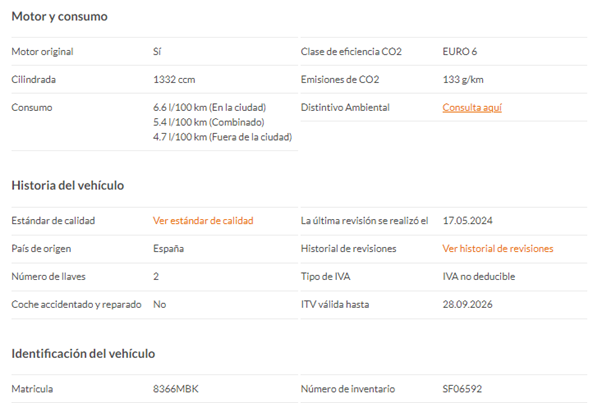 Motor y consumo
Motor original Sí Clase de eficiencia CO2 EURO 6
Cilindrada 1332 ccm Emisiones de CO2 133 g/km
Consumo 6.6 l/100 km (En la ciudad) Distintivo Ambiental Consulta aquí
5.4 l/100 km (Combinado)
4.7 l/100 km (Fuera de la ciudad)
Historia del vehículo
Estándar de calidad Ver estándar de calidad La última revisión se realizó el 17.05.2024
País de origen España Historial de revisiones Ver historial de revisiones
Número de llaves 2 Tipo de IVA IVA no deducible
Coche accidentado y reparado No ITV válida hasta 28.09.2026
Identificación del vehículo
Matrícula 8366MBK Número de inventario SF06592